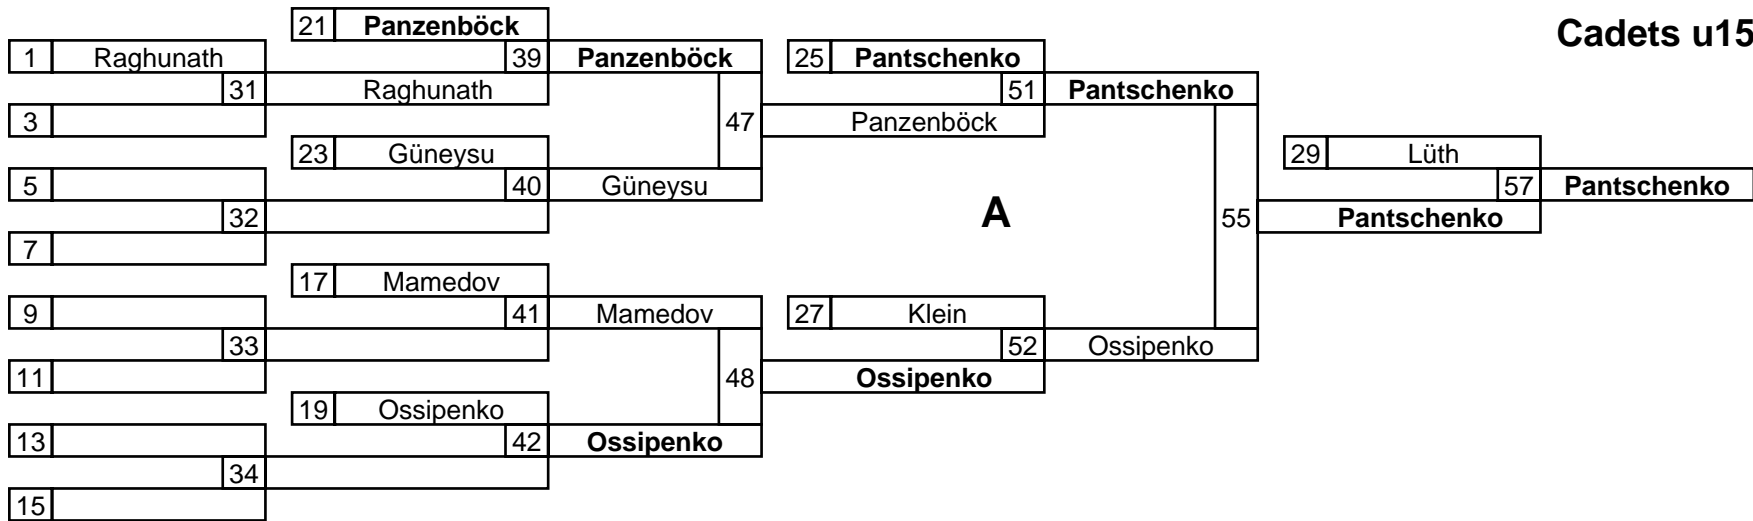 21 Panzenböck
Cadets u15
1 Raghunath 39 Panzenböck 25 Pantschenko
31 Raghunath 51 Pantschenko
3 47 Panzenböck
23 Güneysu 29 Lüth
5 40 Güneysu 57 Pantschenko
32 A 55 Pantschenko
7
17 Mamedov
9 41 Mamedov 27 Klein
33 52 Ossipenko
11 48 Ossipenko
19 Ossipenko
13 42 Ossipenko
34
15